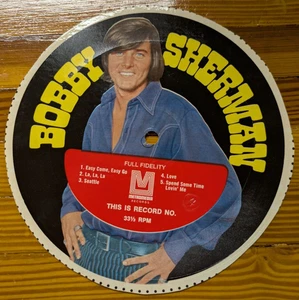 BOBBY SHERMAN
FULL FIDELITY
1. Easy Come, Easy Go
2. La, La, La
3. Seattle
4. Love
5. Spend Some Time
Lovin' Me
RECORDS
THIS IS RECORD NO.
33⅓ RPM